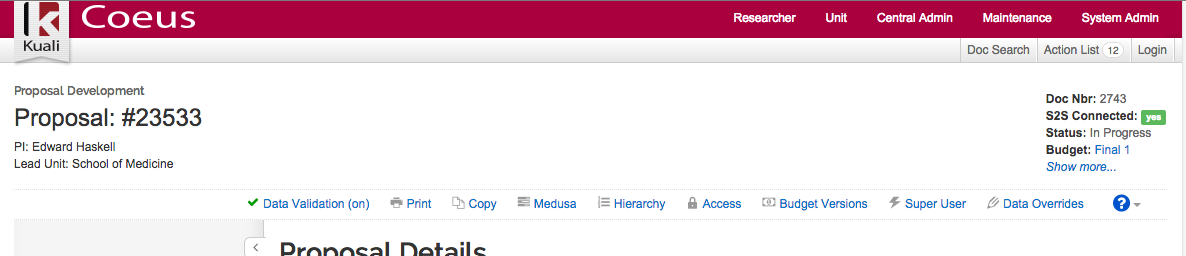 Kuali
Coeus
Researcher Unit Central Admin Maintenance System Admin
Doc Search Action List 12 Login
Proposal Development
Proposal: #23533
PI: Edward Haskell
Lead Unit: School of Medicine
Doc Nbr: 2743
S2S Connected: yes
Status: In Progress
Budget: Final 1
Show more...
Data Validation (on) Print Copy Medusa Hierarchy Access Budget Versions Super User Data Overrides ?
Proposal Details